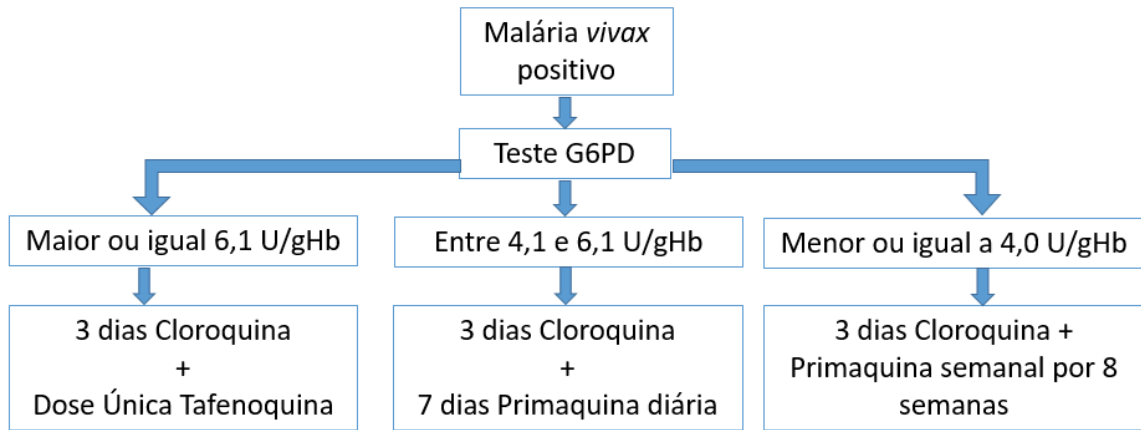 Malária vivax
positivo
Teste G6PD
Maior ou igual 6,1 U/gHb
Entre 4,1 e 6,1 U/gHb
Menor ou igual a 4,0 U/gHb
3 dias Cloroquina
+
Dose Única Tafenoquina
3 dias Cloroquina
+
7 dias Primaquina diária
3 dias Cloroquina +
Primaquina semanal por 8
semanas